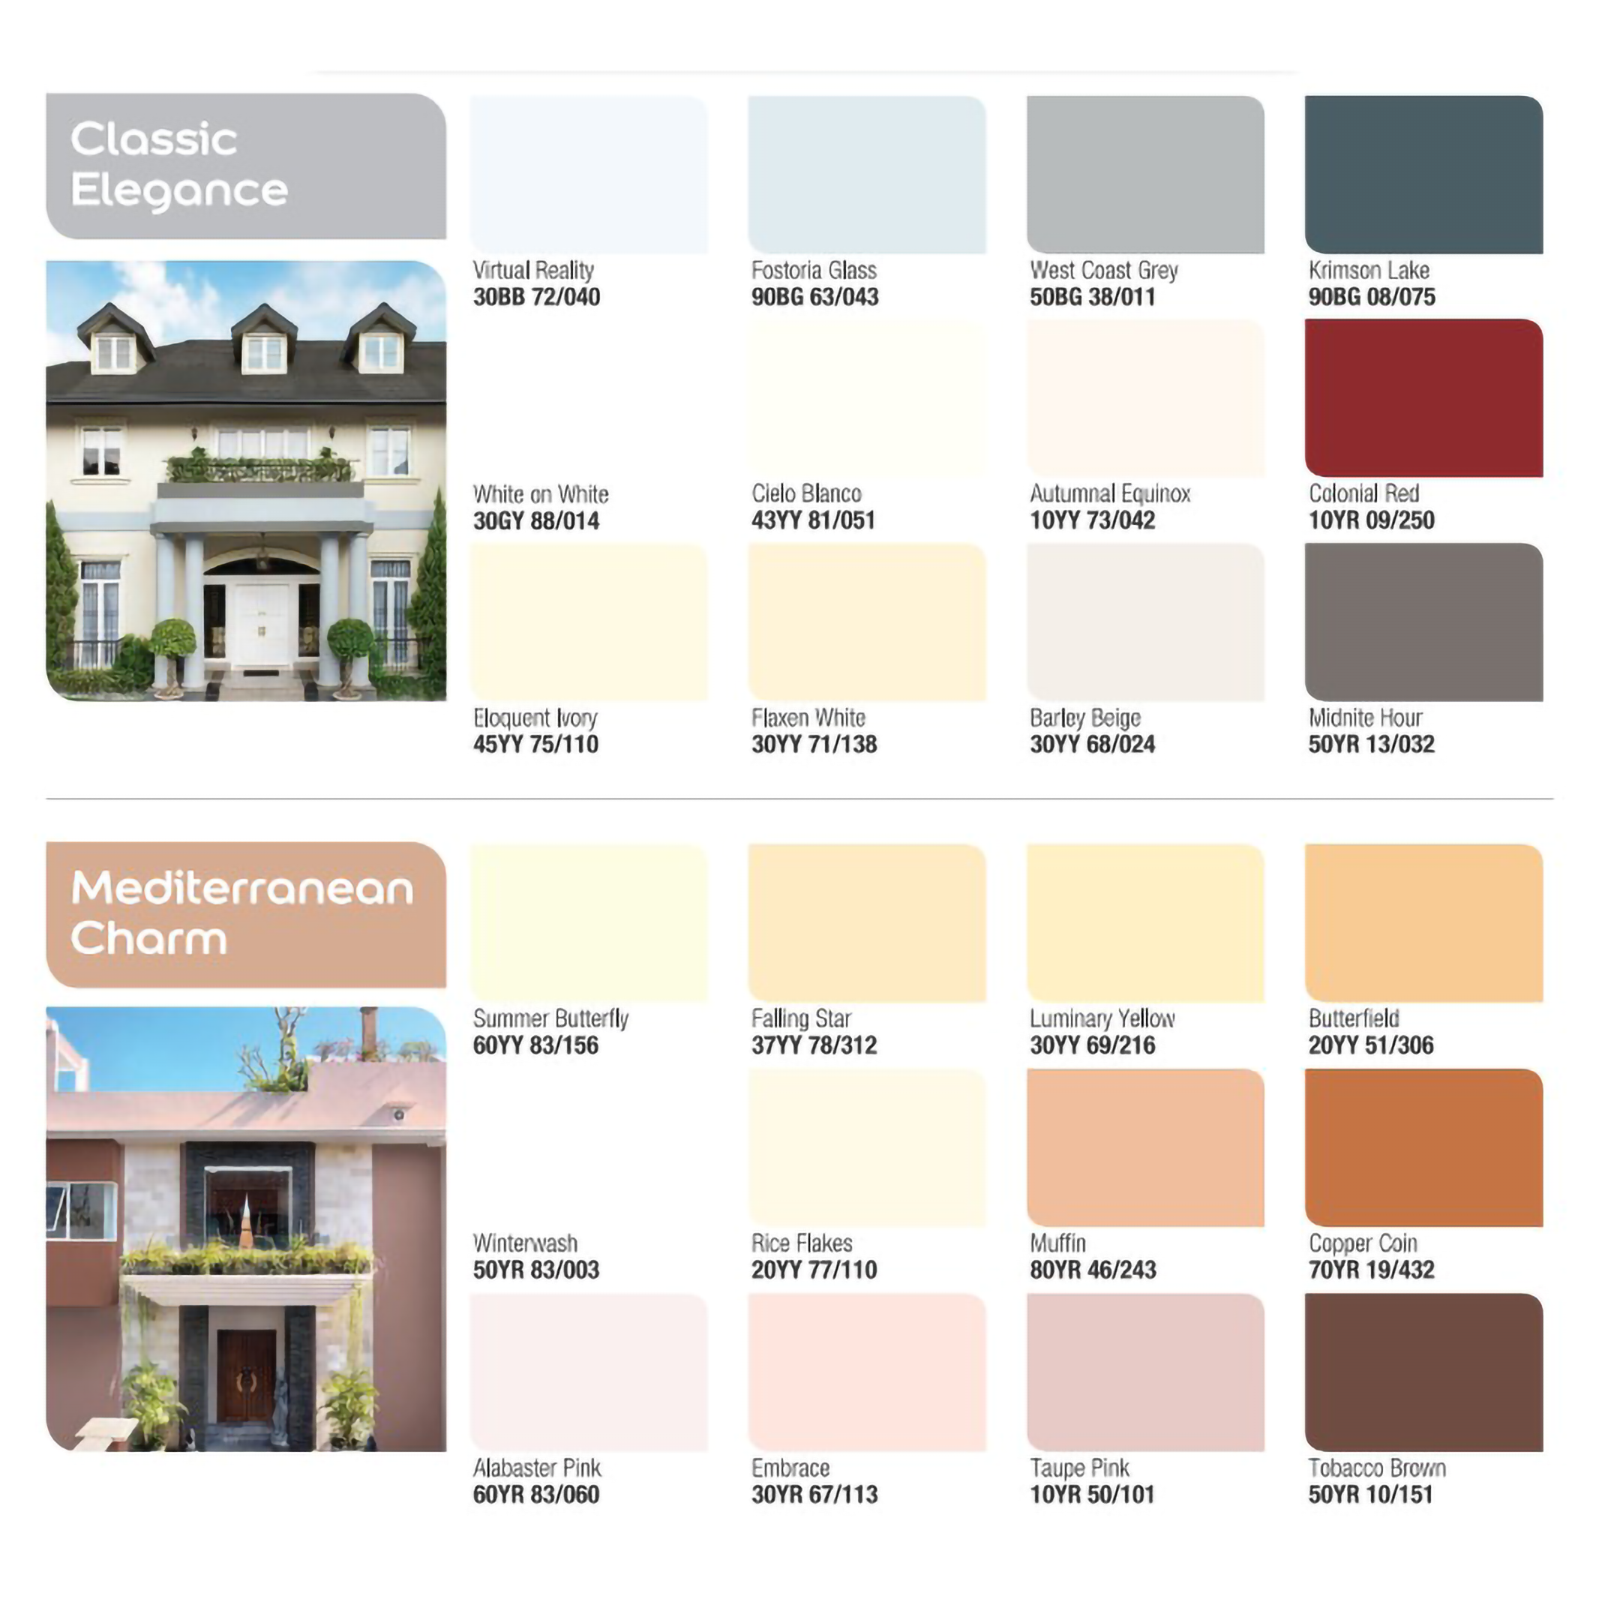 Classic
Elegance
Virtual Reality
30BB 72/040
Fostoria Glass
90BG 63/043
West Coast Grey
50BG 38/011
Krimson Lake
90BG 08/075
White on White
30GY 88/014
Cielo Blanco
43YY 81/051
Autumnal Equinox
10YY 73/042
Colonial Red
10YR 09/250
Eloquent Ivory
45YY 75/110
Flaxen White
30YY 71/138
Barley Beige
30YY 68/024
Midnite Hour
50YR 13/032
Mediterranean
Charm
Summer Butterfly
60YY 83/156
Falling Star
37YY 78/312
Luminary Yellow
30YY 69/216
Butterfield
20YY 51/306
Winterwash
50YR 83/003
Rice Flakes
20YY 77/110
Muffin
80YR 46/243
Copper Coin
70YR 19/432
Alabaster Pink
60YR 83/060
Embrace
30YR 67/113
Taupe Pink
10YR 50/101
Tobacco Brown
50YR 10/151